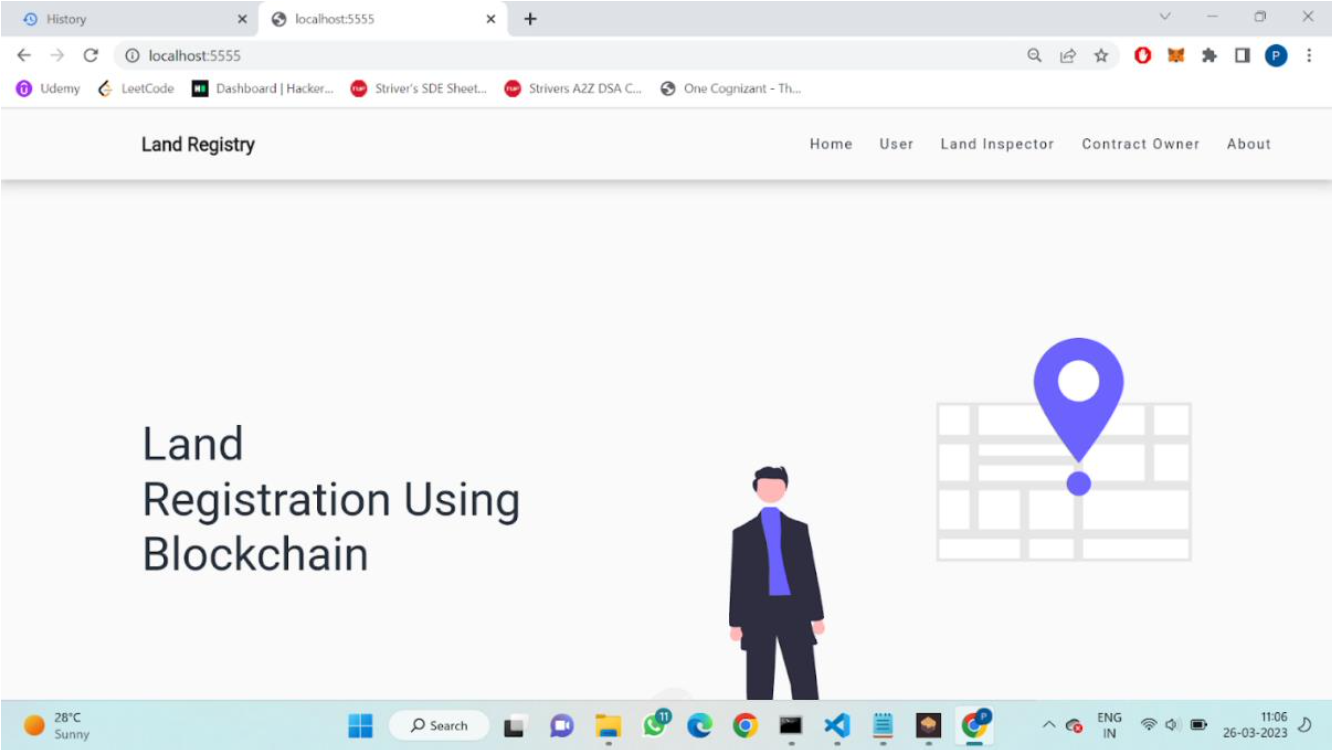 History
localhost:5555
localhost:5555
P
Udemy
LeetCode
Dashboard | Hacker...
Striver's SDE Sheet...
Strivers A2Z DSA C...
One Cognizant - Th...
Land Registry
Home
User
Land Inspector
Contract Owner
About
Land
Registration Using
Blockchain
28°C
Sunny
Search
11
P
ENG
IN
11:06
26-03-2023